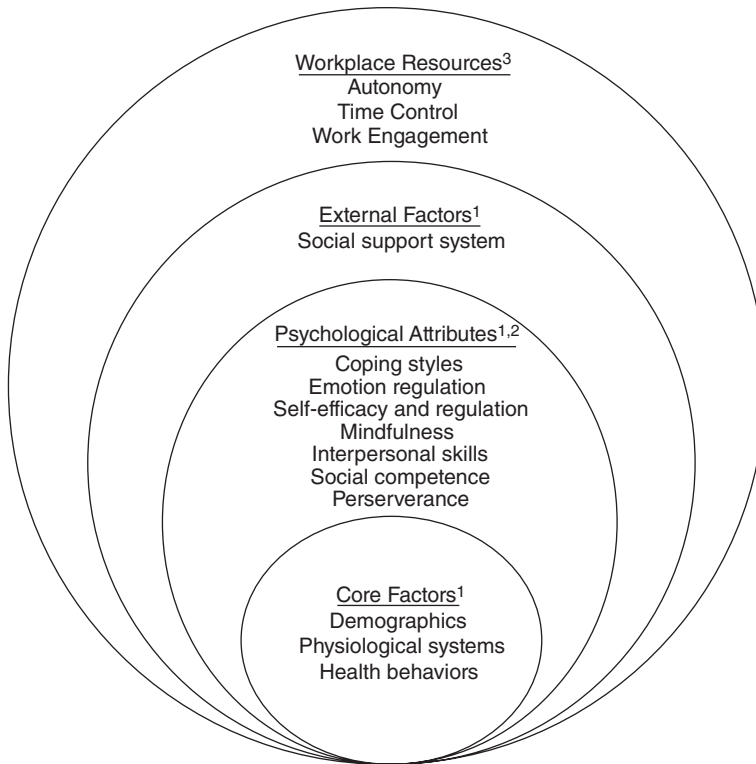 Workplace Resources³
Autonomy
Time Control
Work Engagement
External Factors¹
Social support system
Psychological Attributes¹,²
Coping styles
Emotion regulation
Self-efficacy and regulation
Mindfulness
Interpersonal skills
Social competence
Perserverance
Core Factors¹
Demographics
Physiological systems
Health behaviors